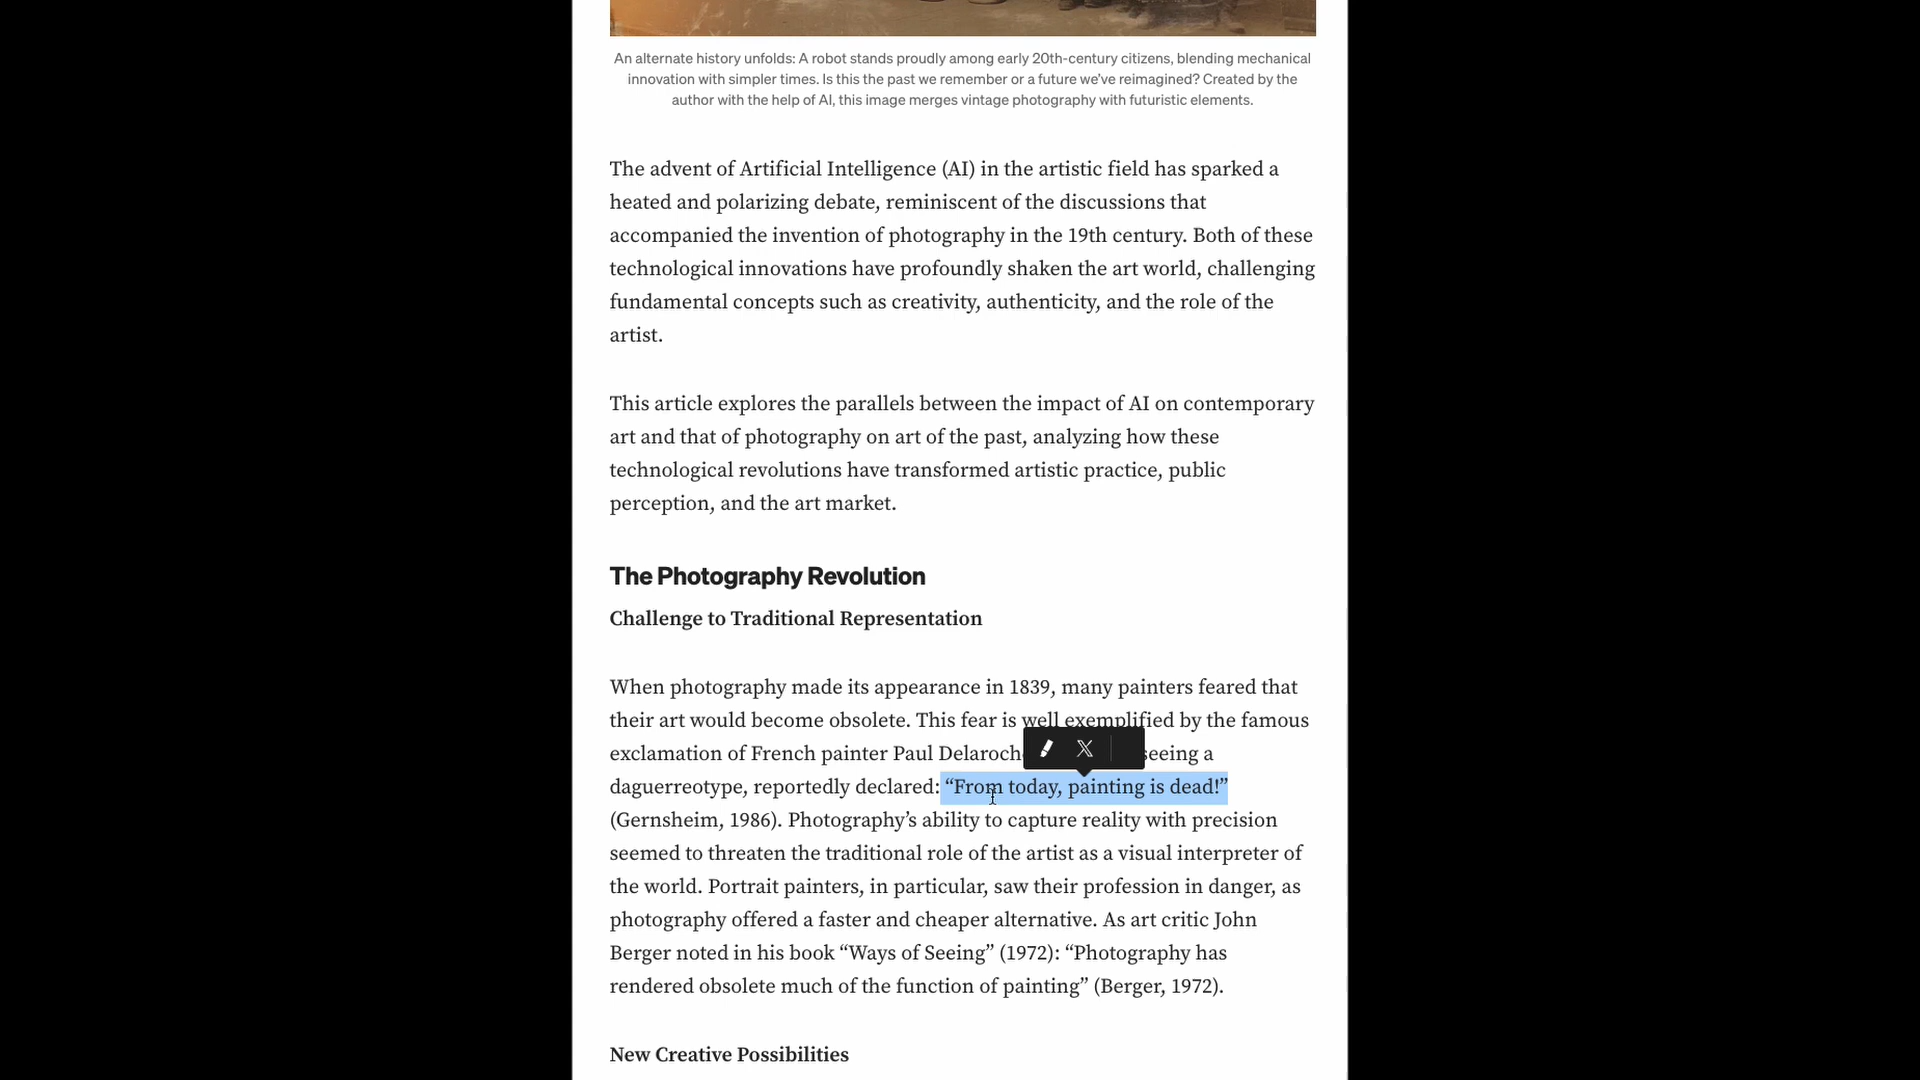 An alternate history unfolds: A robot stands proudly among early 20th-century citizens, blending mechanical
innovation with simpler times. Is this the past we remember or a future we've reimagined? Created by the
author with the help of AI, this image merges vintage photography with futuristic elements.
The advent of Artificial Intelligence (AI) in the artistic field has sparked a
heated and polarizing debate, reminiscent of the discussions that
accompanied the invention of photography in the 19th century. Both of these
technological innovations have profoundly shaken the art world, challenging
fundamental concepts such as creativity, authenticity, and the role of the
artist.
This article explores the parallels between the impact of AI on contemporary
art and that of photography on art of the past, analyzing how these
technological revolutions have transformed artistic practice, public
perception, and the art market.
The Photography Revolution
Challenge to Traditional Representation
When photography made its appearance in 1839, many painters feared that
their art would become obsolete. This fear is well exemplified by the famous
exclamation of French painter Paul Delaroch seeing a
daguerreotype, reportedly declared: “From today, painting is dead!”
(Gernsheim, 1986). Photography’s ability to capture reality with precision
seemed to threaten the traditional role of the artist as a visual interpreter of
the world. Portrait painters, in particular, saw their profession in danger, as
photography offered a faster and cheaper alternative. As art critic John
Berger noted in his book “Ways of Seeing” (1972): “Photography has
rendered obsolete much of the function of painting” (Berger, 1972).
New Creative Possibilities